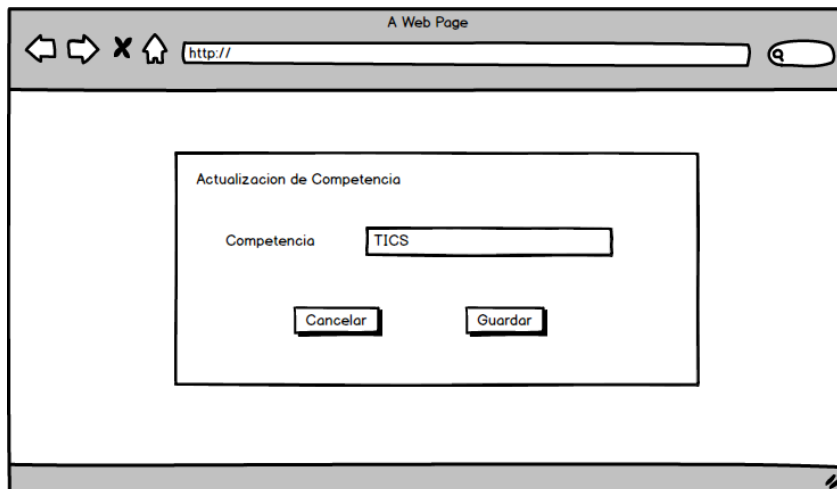 A Web Page
http://
Actualizacion de Competencia
Competencia TICS
Cancelar Guardar